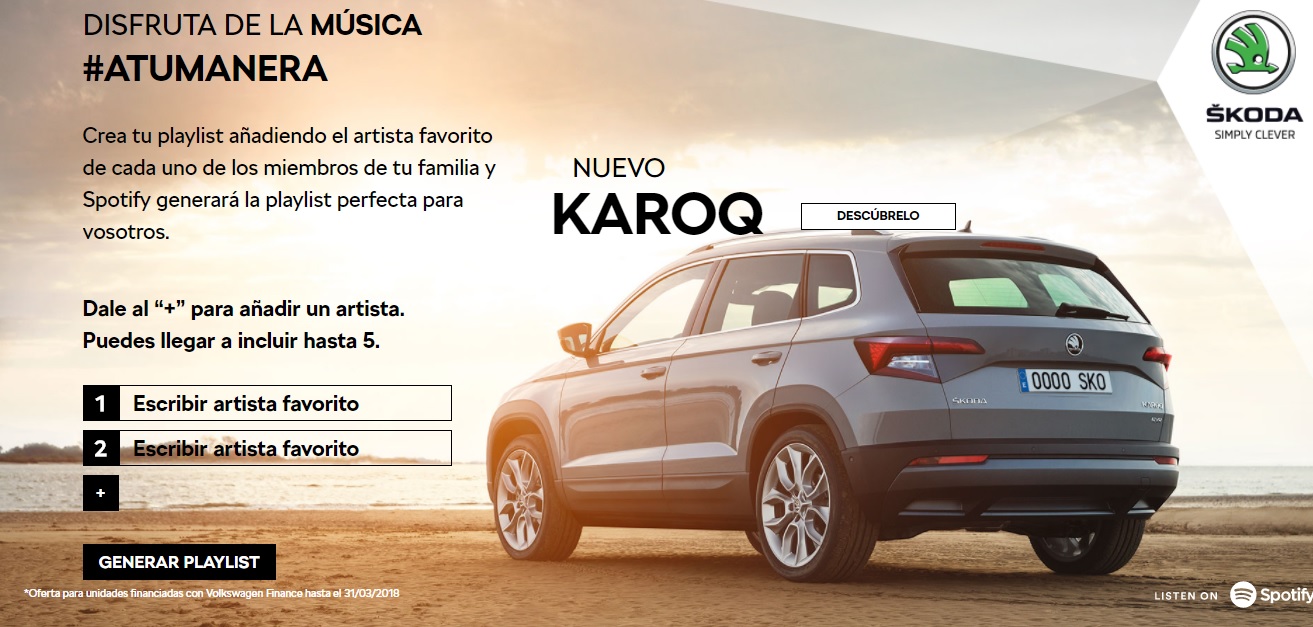 DISFRUTA DE LA MÚSICA
#ATUMANERA
Crea tu playlist añadiendo el artista favorito
de cada uno de los miembros de tu familia y
Spotify generará la playlist perfecta para
vosotros.
Dale al “+” para añadir un artista.
Puedes llegar a incluir hasta 5.
1 Escribir artista favorito
2 Escribir artista favorito
+
GENERAR PLAYLIST
*Oferta para unidades financiadas con Volkswagen Finance hasta el 31/03/2018
NUEVO
KAROQ
DESCÚBRELO
ŠKODA
SIMPLY CLEVER
E 0000 SKO
ŠKODA
KAROQ
LISTEN ON Spotify